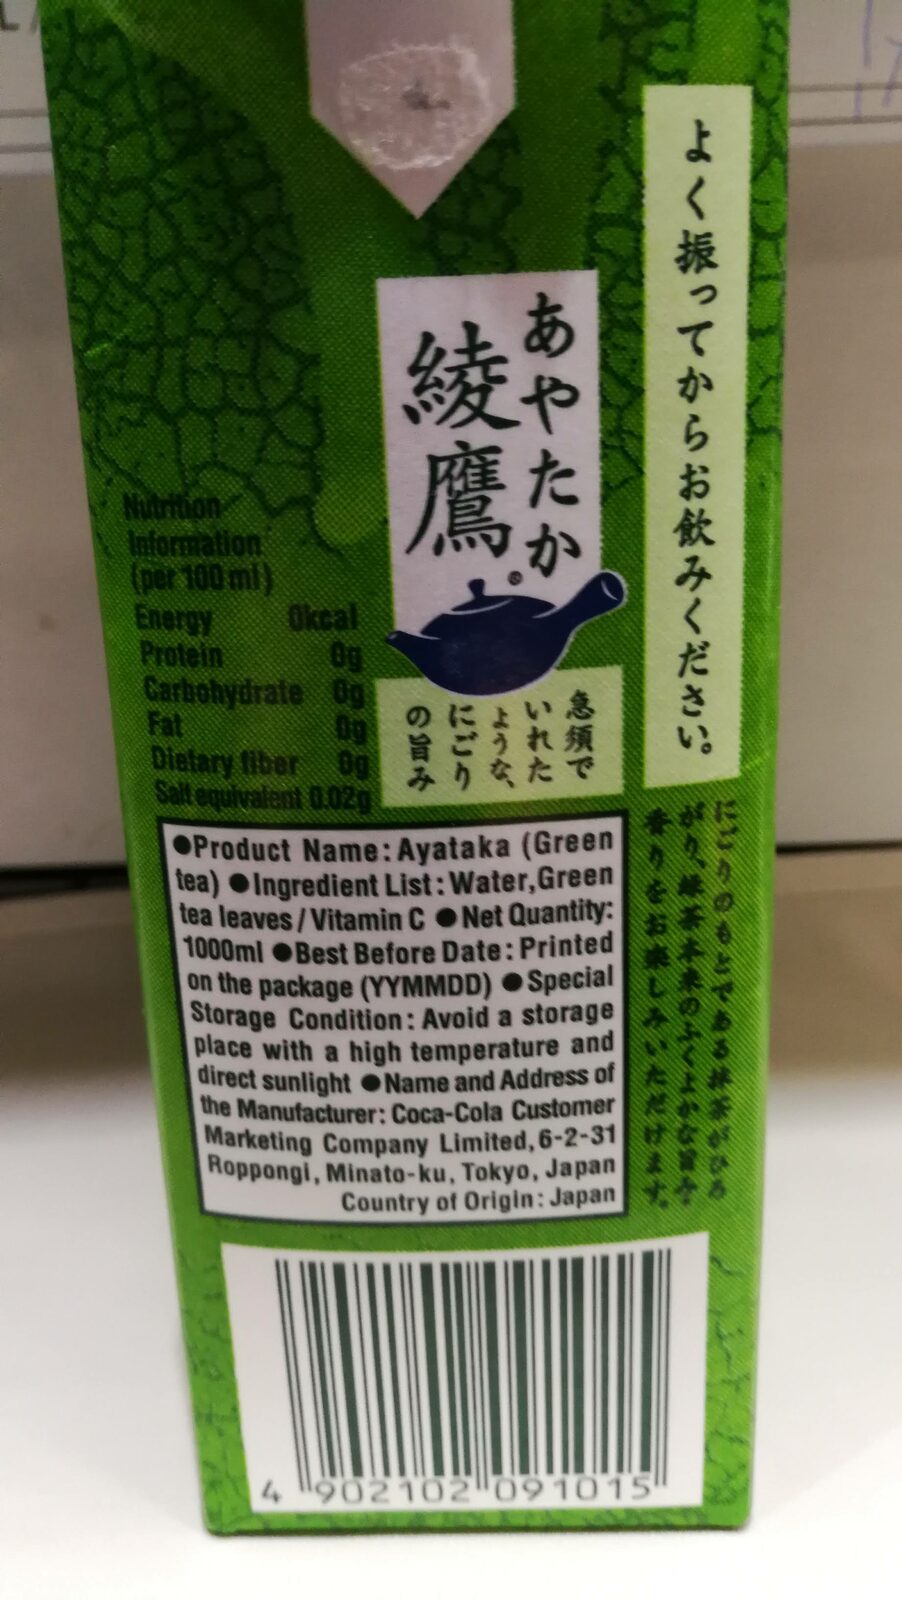 よく振ってからお飲みください。
あやたか
綾鷹
®
急須で
いれた
ような、
にごり
の旨み
Nutrition
Information
(per 100ml)
Energy 0kcal
Protein 0g
Carbohydrate 0g
Fat 0g
Dietary fiber 0g
Salt equivalent 0.02g
にごりのもとである抹茶がひろ
がり、緑茶本来のふくよかな旨みや
香りをお楽しみいただけます。
●Product Name: Ayataka (Green
tea) ●Ingredient List: Water, Green
tea leaves / Vitamin C ●Net Quantity:
1000ml ●Best Before Date: Printed
on the package (YYMMDD) ●Special
Storage Condition: Avoid a storage
place with a high temperature and
direct sunlight ●Name and Address of
the Manufacturer: Coca-Cola Customer
Marketing Company Limited, 6-2-31
Roppongi, Minato-ku, Tokyo, Japan
Country of Origin: Japan
4 902102 091015